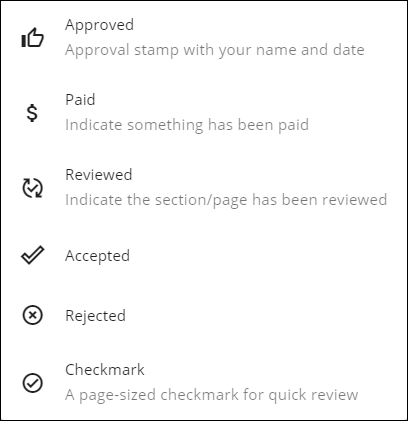 Approved
Approval stamp with your name and date
Paid
Indicate something has been paid
Reviewed
Indicate the section/page has been reviewed
Accepted
Rejected
Checkmark
A page-sized checkmark for quick review